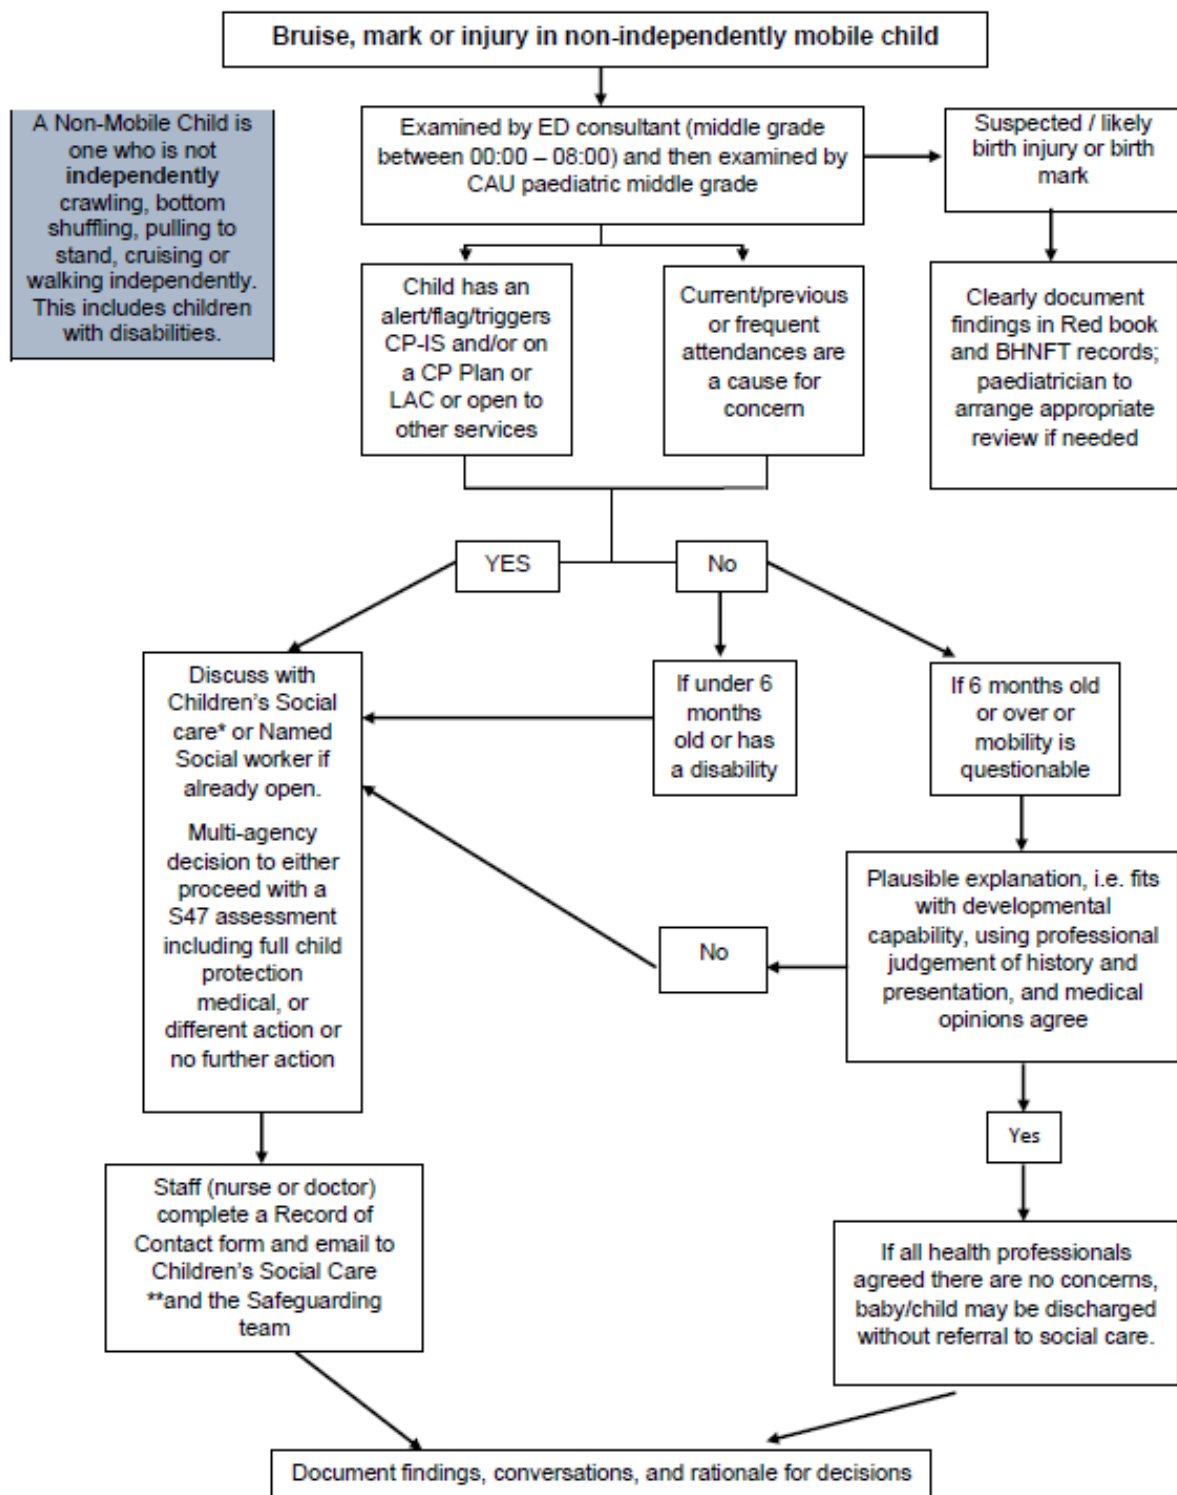 Bruise, mark or injury in non-independently mobile child
A Non-Mobile Child is
one who is not
independently
crawling, bottom
shuffling, pulling to
stand, cruising or
walking independently.
This includes children
with disabilities.
Examined by ED consultant (middle grade
between 00:00 – 08:00) and then examined by
CAU paediatric middle grade
Suspected / likely
birth injury or birth
mark
Child has an
alert/flag/triggers
CP-IS and/or on
a CP Plan or
LAC or open to
other services
Current/previous
or frequent
attendances are
a cause for
concern
Clearly document
findings in Red book
and BHNFT records;
paediatrician to
arrange appropriate
review if needed
YES
No
Discuss with
Children's Social
care* or Named
Social worker if
already open.
Multi-agency
decision to either
proceed with a
S47 assessment
including full child
protection
medical, or
different action or
no further action
If under 6
months
old or has
a disability
If 6 months old
or over or
mobility is
questionable
Plausible explanation, i.e. fits
with developmental
capability, using professional
judgement of history and
presentation, and medical
opinions agree
No
Yes
Staff (nurse or doctor)
complete a Record of
Contact form and email to
Children's Social Care
**and the Safeguarding
team
If all health professionals
agreed there are no concerns,
baby/child may be discharged
without referral to social care.
Document findings, conversations, and rationale for decisions